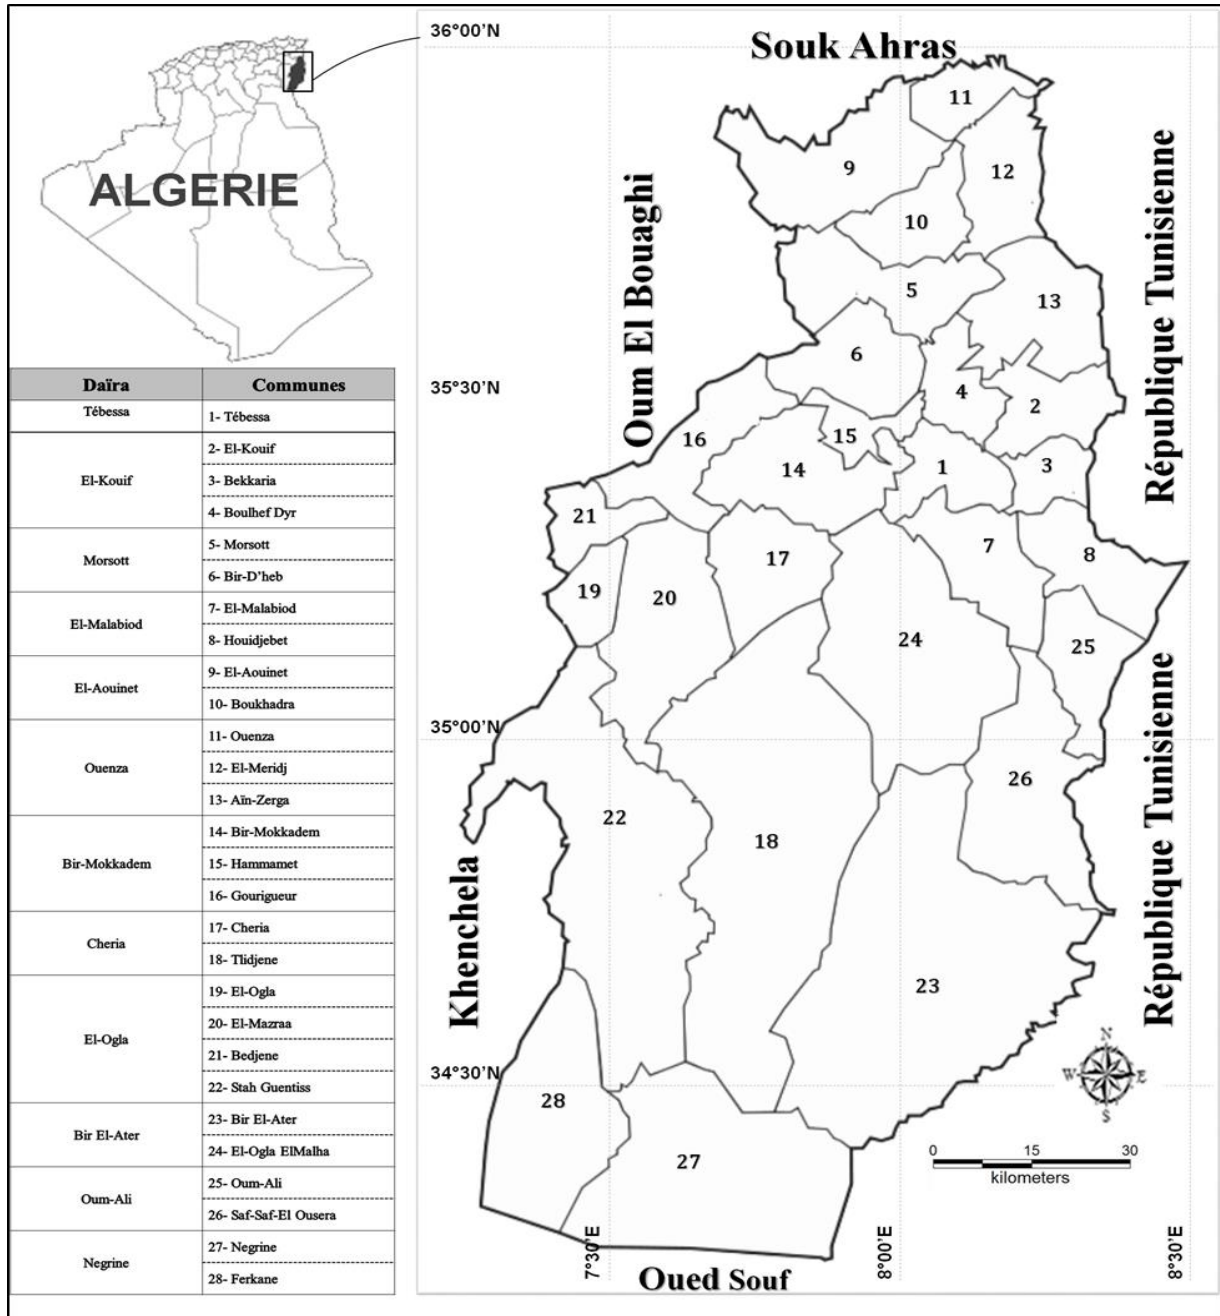 ALGERIE
Daïra Communes
Tébessa 1- Tébessa
El-Kouif 2- El-Kouif
3- Bekkaria
4- Boulhef Dyr
Morsott 5- Morsott
6- Bir-D'heb
El-Malabiod 7- El-Malabiod
8- Houidjebet
El-Aouinet 9- El-Aouinet
10- Boukhadra
Ouenza 11- Ouenza
12- El-Meridj
13- Aïn-Zerga
Bir-Mokkadem 14- Bir-Mokkadem
15- Hammamet
16- Gourigueur
Cheria 17- Cheria
18- Tlidjene
El-Ogla 19- El-Ogla
20- El-Mazraa
21- Bedjene
22- Stah Guentiss
Bir El-Ater 23- Bir El-Ater
24- El-Ogla ElMalha
Oum-Ali 25- Oum-Ali
26- Saf-Saf-El Ousera
Negrine 27- Negrine
28- Ferkane
36°00'N
Souk Ahras
11
9
12
10
République Tunisienne
Oum El Bouaghi
5
13
6
35°30'N
4
2
16
15
14
1
3
21
17
7
8
19
20
24
25
35°00'N
République Tunisienne
26
22
18
Khenchela
23
34°30'N
N
W E
S
28
27
0 15 30
kilometers
7°30'E
8°00'E
8°30'E
Oued Souf